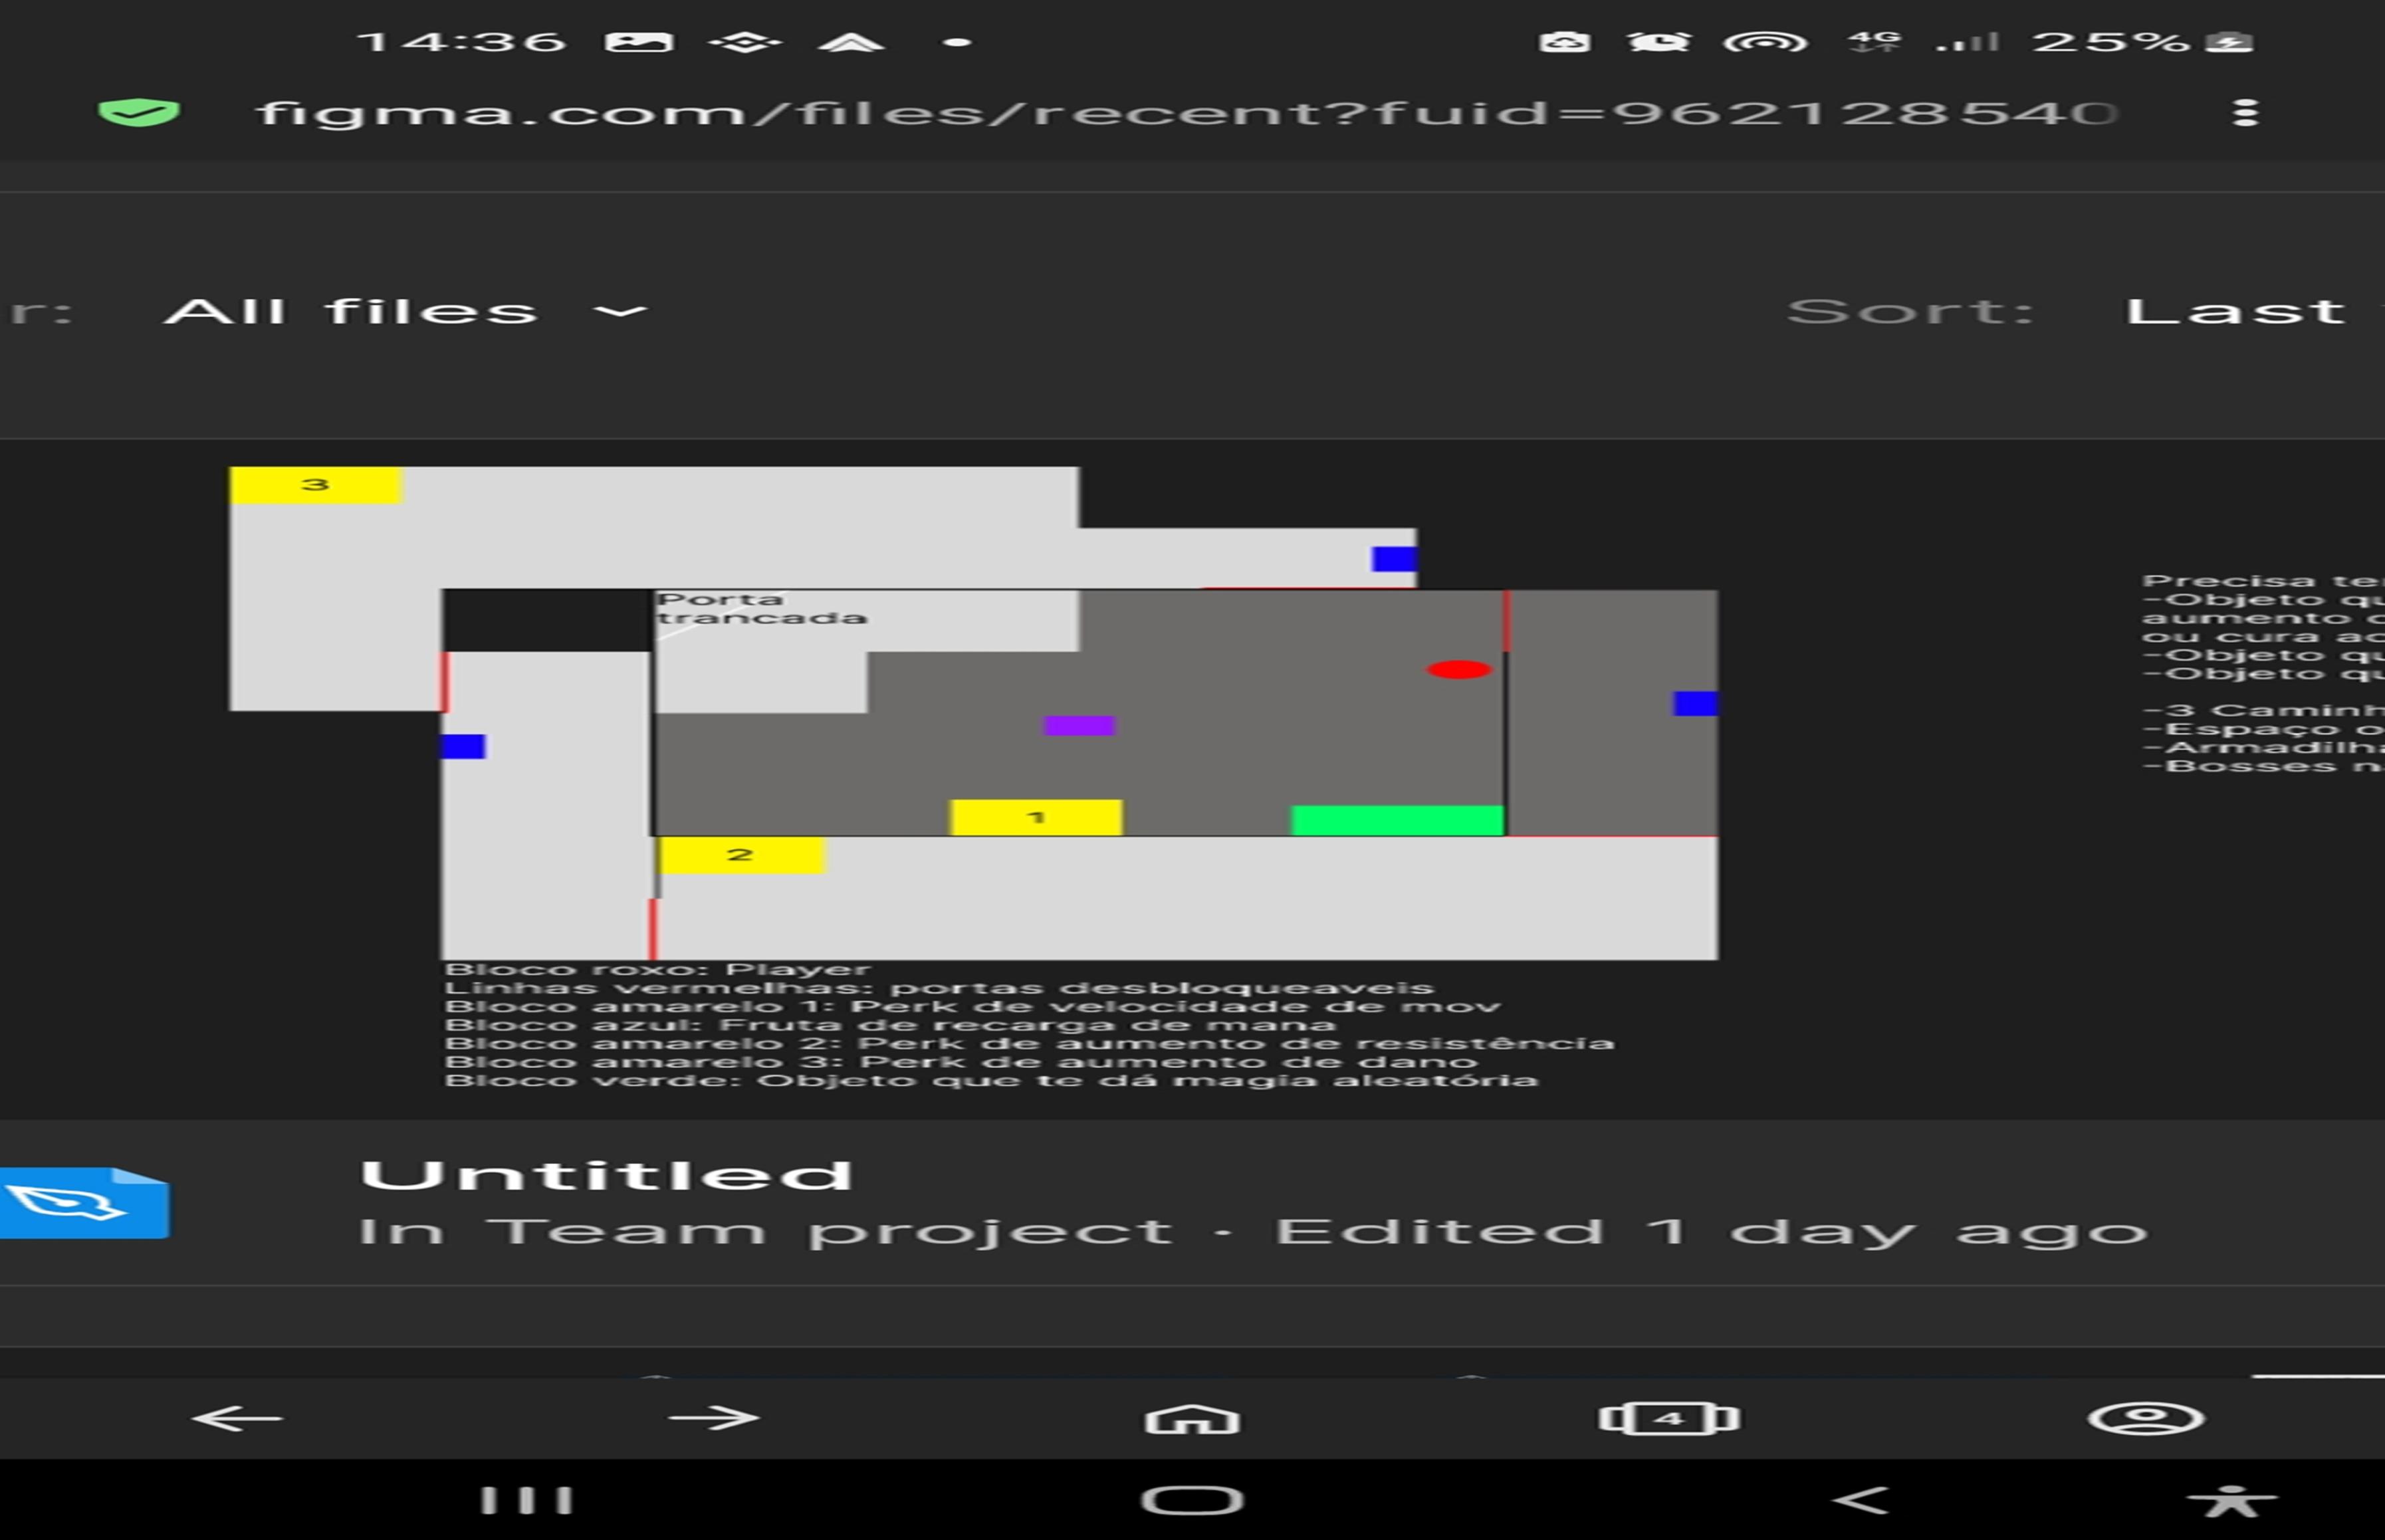 14:36 4G 25%
figma.com/files/recent?fuid=962128540
r: All files Sort: Last
3
Porta
trancada
1
2
Precisa te
-Objeto qu
aumento
ou cura ac
-Objeto qu
-Objeto qu
-3 Caminh
-Espaço o
-Armadilha
-Bosses n
Bloco roxo: Player
Linhas vermelhas: portas desbloqueaveis
Bloco amarelo 1: Perk de velocidade de mov
Bloco azul: Fruta de recarga de mana
Bloco amarelo 2: Perk de aumento de resistência
Bloco amarelo 3: Perk de aumento de dano
Bloco verde: Objeto que te dá magia aleatória
Untitled
In Team project · Edited 1 day ago
4